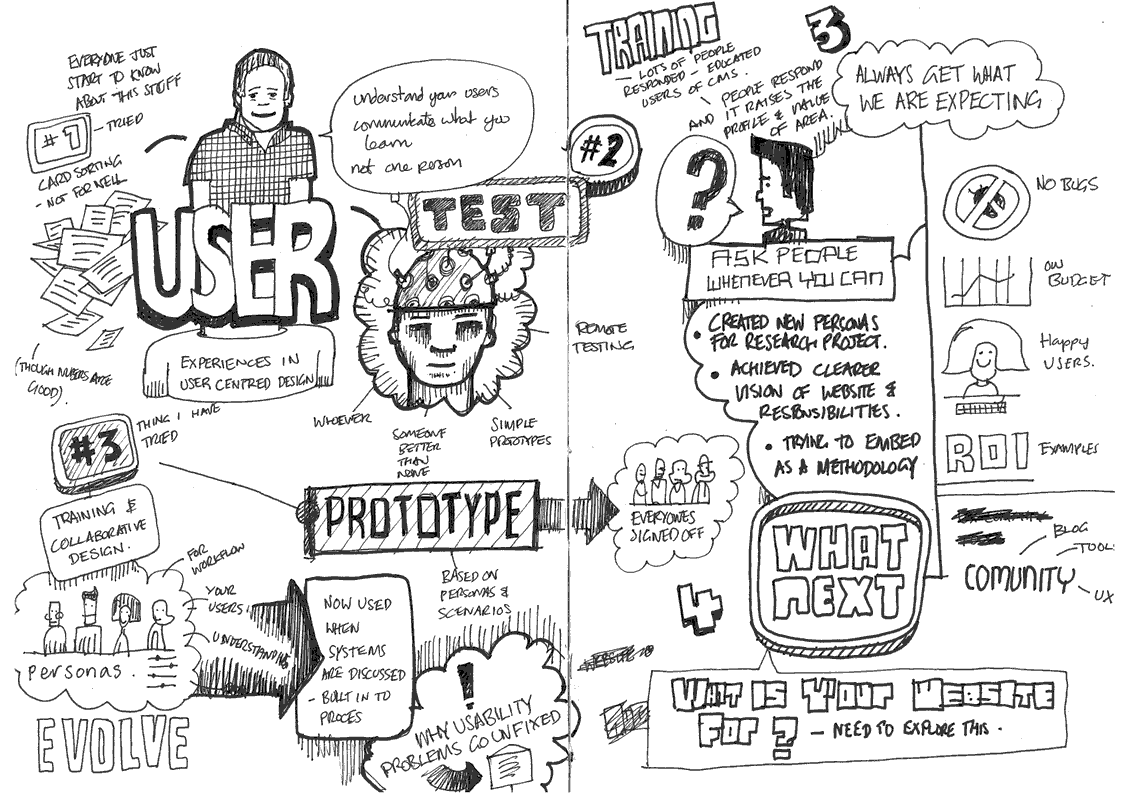 EVERYONE JUST
START TO KNOW
ABOUT THIS STUFF
#1
- TRIED
CARD SORTING
- NOT FOR NELL
USER
understand your users
communicate what you
learn
not one person
#2
TEST
(THOUGH NUMBERS ARE
GOOD).
EXPERIENCES IN
USER CENTRED DESIGN
REMOTE
TESTING
WHOEVER
SOMEONE
BETTER
THAN
NONE
SIMPLE
PROTOTYPES
#3
THING I HAVE
TRIED
TRAINING &
COLLABORATIVE
DESIGN.
PROTOTYPE
BASED ON
PERSONAS &
SCENARIOS
EVERYONES
SIGNED OFF
FOR
WORKFLOW
YOUR
USERS
UNDERSTANDING
personas.
EVOLVE
NOW USED
WHEN
SYSTEMS
ARE DISCUSSED
- BUILT IN TO
PROCES
!
WHY USABILITY
PROBLEMS GO UNFIXED
TRAINING
- LOTS OF PEOPLE
RESPONDED - EDUCATED
USERS OF CMS.
\ PEOPLE RESPOND
AND IT RAISES THE
PROFILE & VALUE
OF AREA.
3
ALWAYS GET WHAT
WE ARE EXPECTING
?
ASK PEOPLE
WHENEVER YOU CAN
• CREATED NEW PERSONAS
FOR RESEARCH PROJECT.
• ACHIEVED CLEARER
VISION OF WEBSITE &
RESPONSIBILITIES.
• TRYING TO EMBED
AS A METHODOLOGY
NO BUGS
ON
BUDGET
Happy
USERS.
ROI
EXAMPLES
WHAT
NEXT
BLOG
TOOL
COMUNITY
UX
4
WHAT IS YOUR WEBSITE
FOR ? - NEED TO EXPLORE THIS.